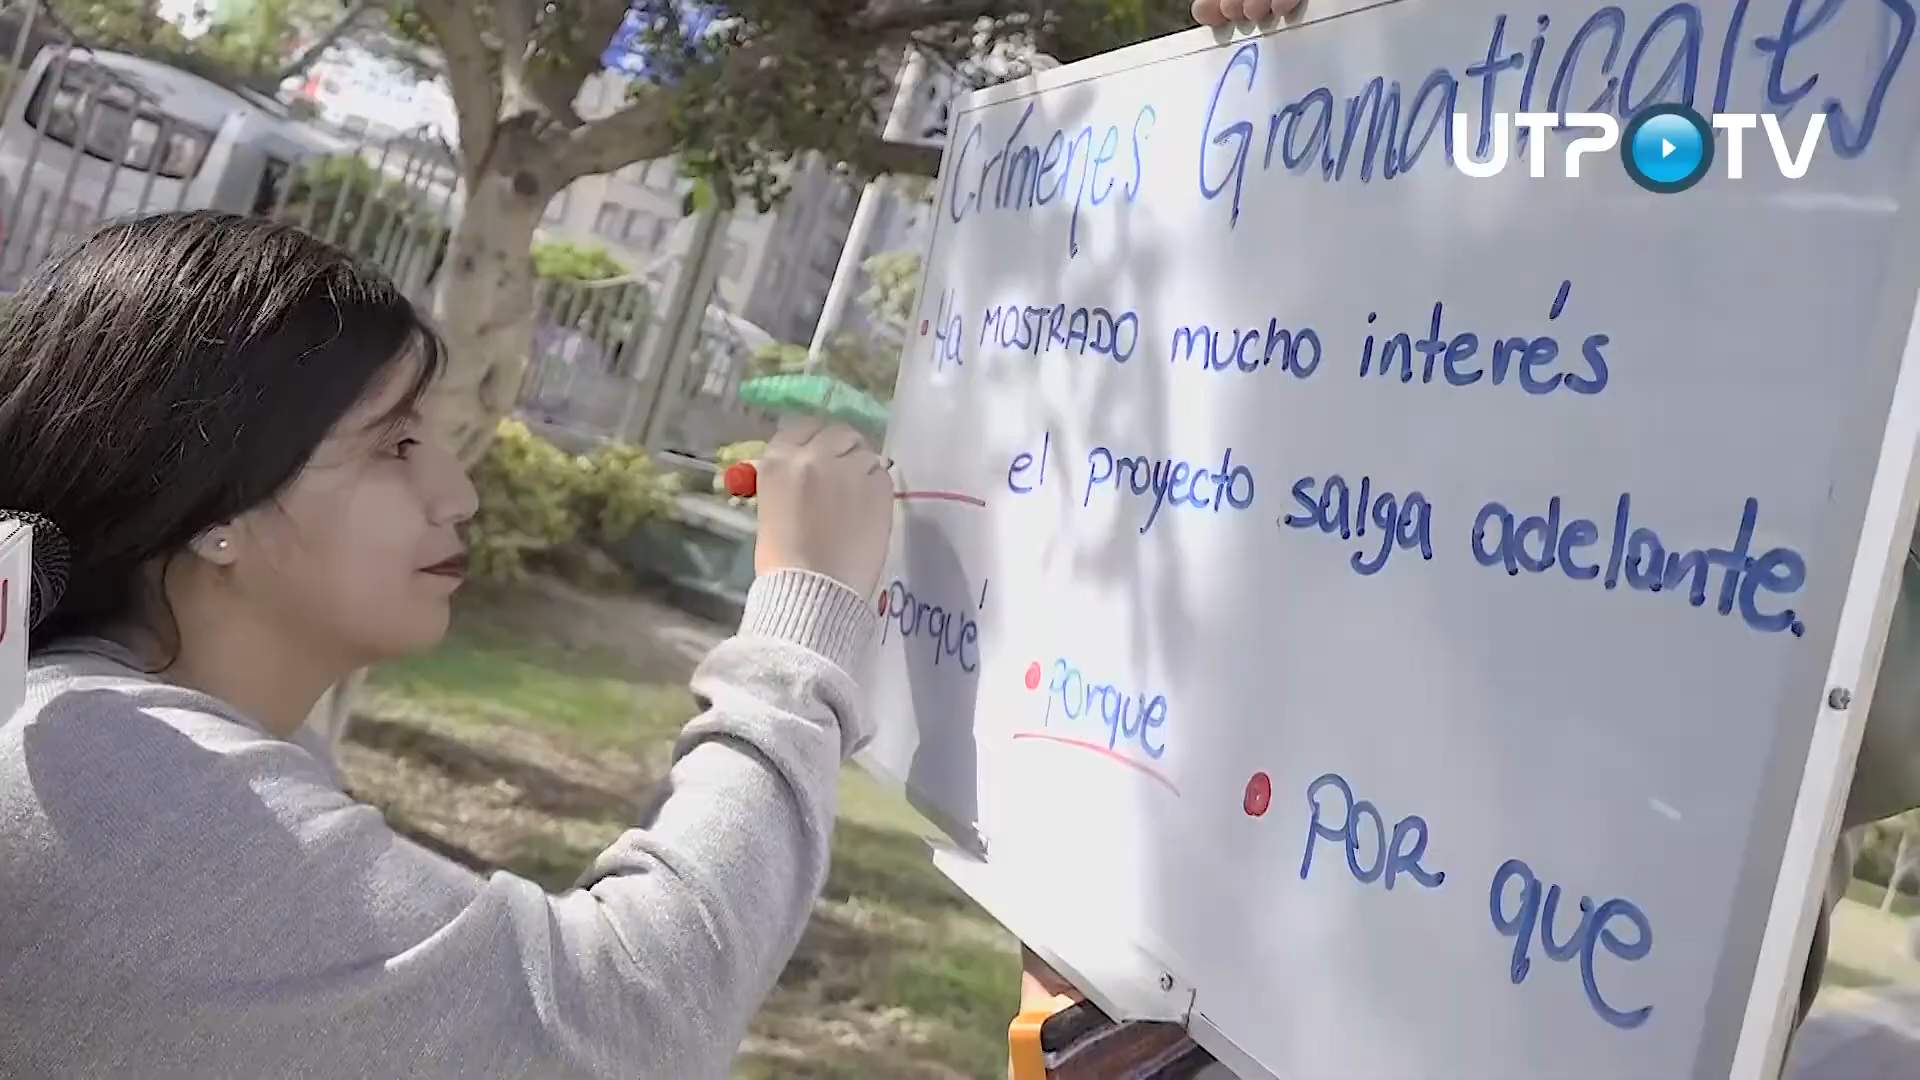 Crímenes Gramaticales
UTP TV
• Ha MOSTRADO mucho interés
el proyecto salga adelante.
• porqué
• porque
• POR que